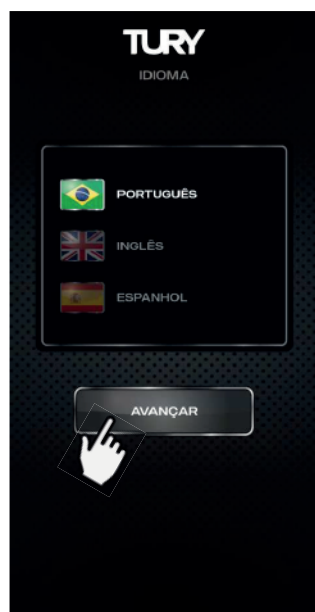 TURY
IDIOMA
PORTUGUÊS
INGLÊS
ESPANHOL
AVANÇAR